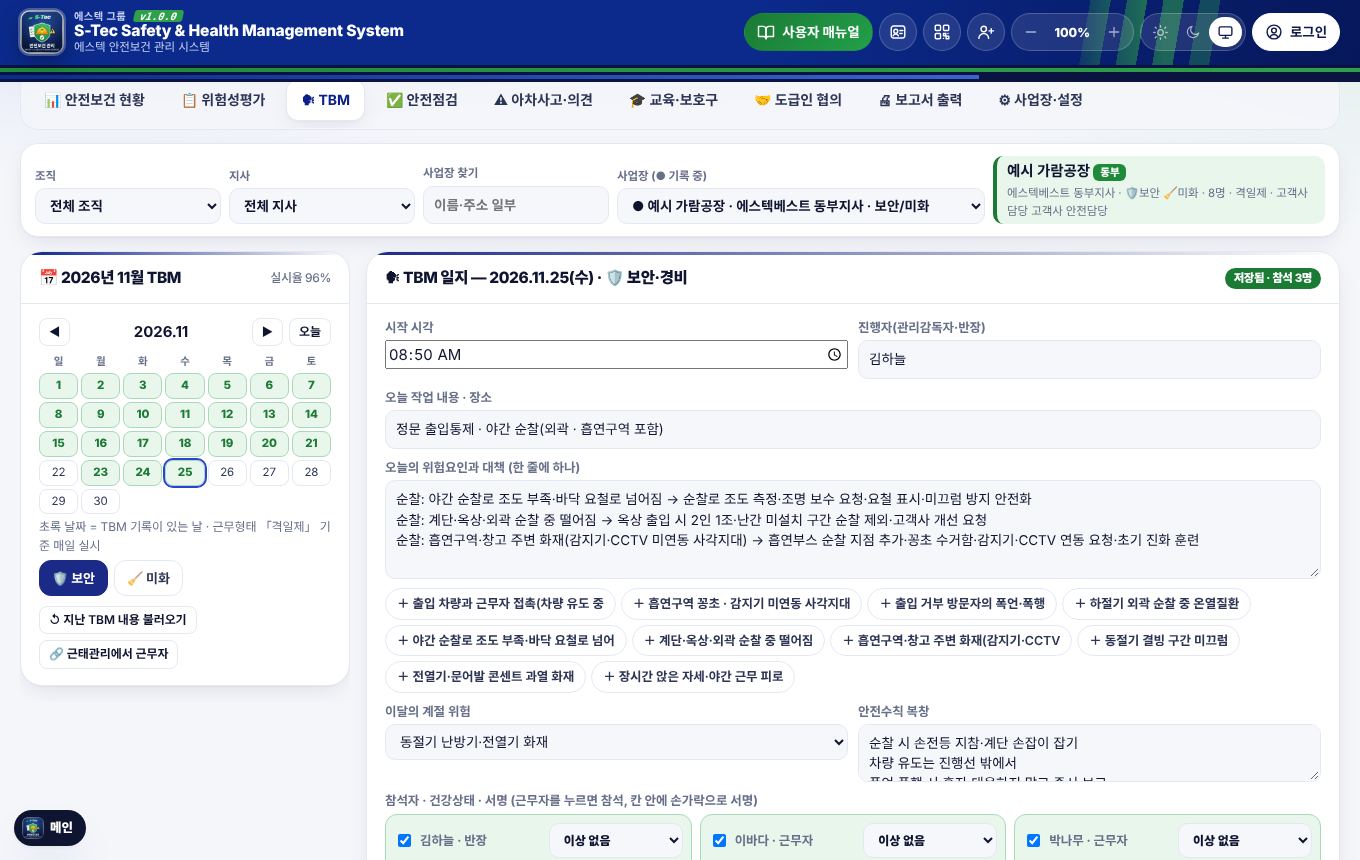 에스텍 그룹 v1.0.0
S-Tec Safety & Health Management System
에스텍 안전보건 관리 시스템
사용자 매뉴얼
100%
로그인
안전보건 현황
위험성평가
TBM
안전점검
아차사고·의견
교육·보호구
도급인 협의
보고서 출력
사업장·설정
조직
전체 조직
지사
전체 지사
사업장 찾기
이름·주소 일부
사업장 (● 기록 중)
● 예시 가람공장 · 에스텍베스트 동부지사 · 보안/미화
예시 가람공장 동부
에스텍베스트 동부지사 · 보안 미화 · 8명 · 격일제 · 고객사
담당 고객사 안전담당
2026년 11월 TBM
실시율 96%
◀ 2026.11 ▶ 오늘
일 월 화 수 목 금 토
1 2 3 4 5 6 7
8 9 10 11 12 13 14
15 16 17 18 19 20 21
22 23 24 25 26 27 28
29 30
초록 날짜 = TBM 기록이 있는 날 · 근무형태 「격일제」 기
준 매일 실시
보안
미화
지난 TBM 내용 불러오기
근태관리에서 근무자
메인
TBM 일지 — 2026.11.25(수) · 보안·경비
저장됨 · 참석 3명
시작 시각
08:50 AM
진행자(관리감독자·반장)
김하늘
오늘 작업 내용 · 장소
정문 출입통제 · 야간 순찰(외곽 · 흡연구역 포함)
오늘의 위험요인과 대책 (한 줄에 하나)
순찰: 야간 순찰로 조도 부족·바닥 요철로 넘어짐 → 순찰로 조도 측정·조명 보수 요청·요철 표시·미끄럼 방지 안전화
순찰: 계단·옥상·외곽 순찰 중 떨어짐 → 옥상 출입 시 2인 1조·난간 미설치 구간 순찰 제외·고객사 개선 요청
순찰: 흡연구역·창고 주변 화재(감지기·CCTV 미연동 사각지대) → 흡연부스 순찰 지점 추가·꽁초 수거함·감지기·CCTV 연동 요청·초기 진화 훈련
+ 출입 차량과 근무자 접촉(차량 유도 중
+ 흡연구역 꽁초 · 감지기 미연동 사각지대
+ 출입 거부 방문자의 폭언·폭행
+ 하절기 외곽 순찰 중 온열질환
+ 야간 순찰로 조도 부족·바닥 요철로 넘어
+ 계단·옥상·외곽 순찰 중 떨어짐
+ 흡연구역·창고 주변 화재(감지기·CCTV
+ 동절기 결빙 구간 미끄럼
+ 전열기·문어발 콘센트 과열 화재
+ 장시간 앉은 자세·야간 근무 피로
이달의 계절 위험
동절기 난방기·전열기 화재
안전수칙 복창
순찰 시 손전등 지참·계단 손잡이 잡기
차량 유도는 진행선 밖에서
참석자 · 건강상태 · 서명 (근무자를 누르면 참석, 칸 안에 손가락으로 서명)
김하늘 · 반장 이상 없음
이바다 · 근무자 이상 없음
박나무 · 근무자 이상 없음